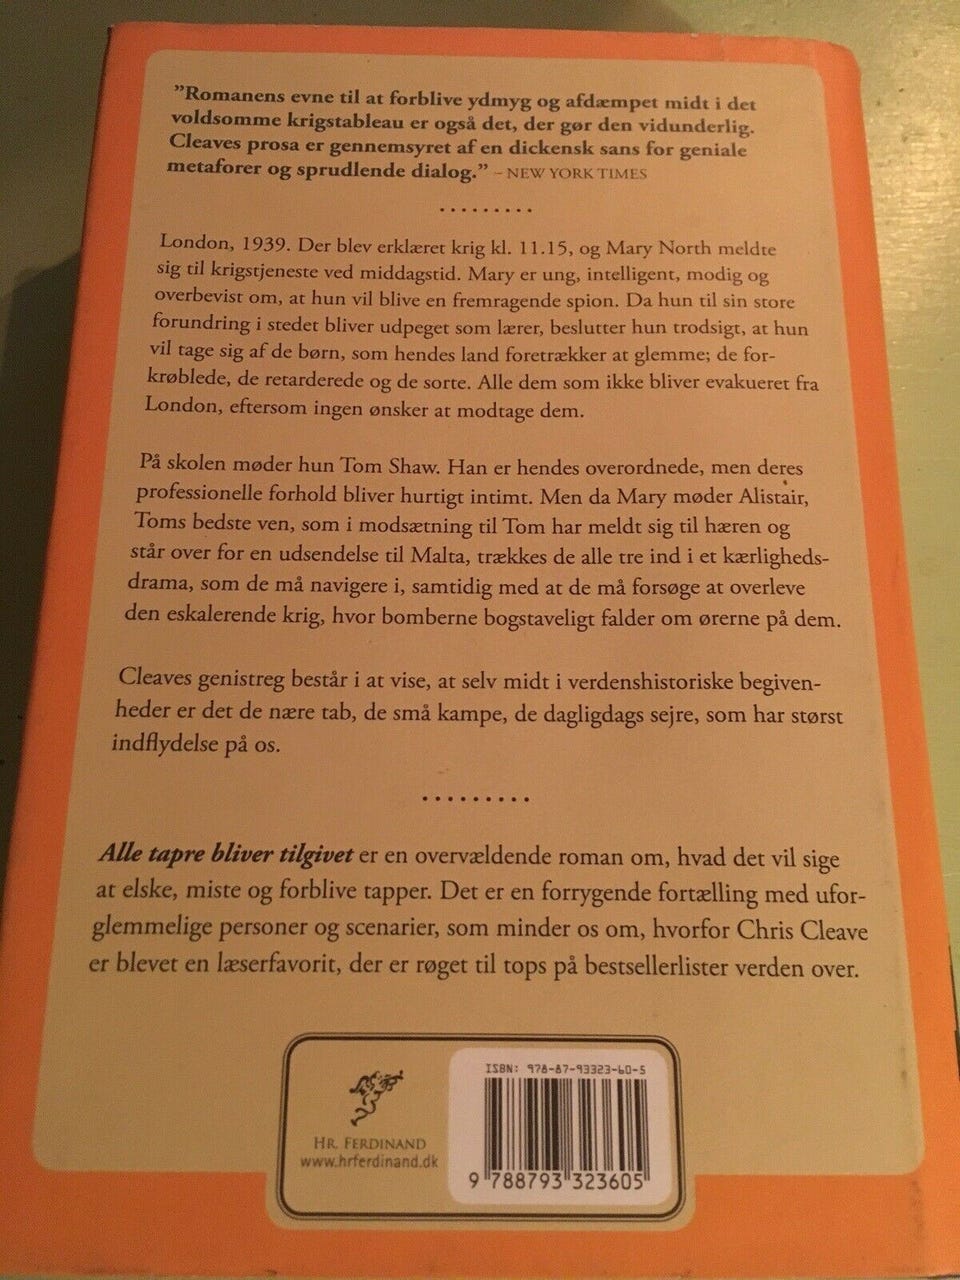 ”Romanens evne til at forblive ydmyg og afdæmpet midt i det
voldsomme krigstableau er også det, der gør den vidunderlig.
Cleaves prosa er gennemsyret af en dickensk sans for geniale
metaforer og sprudlende dialog.” – NEW YORK TIMES
.........
London, 1939. Der blev erklæret krig kl. 11.15, og Mary North meldte
sig til krigstjeneste ved middagstid. Mary er ung, intelligent, modig og
overbevist om, at hun vil blive en fremragende spion. Da hun til sin store
forundring i stedet bliver udpeget som lærer, beslutter hun trodsigt, at hun
vil tage sig af de børn, som hendes land foretrækker at glemme; de for-
krøblede, de retarderede og de sorte. Alle dem som ikke bliver evakueret fra
London, eftersom ingen ønsker at modtage dem.
På skolen møder hun Tom Shaw. Han er hendes overordnede, men deres
professionelle forhold bliver hurtigt intimt. Men da Mary møder Alistair,
Toms bedste ven, som i modsætning til Tom har meldt sig til hæren og
står over for en udsendelse til Malta, trækkes de alle tre ind i et kærligheds-
drama, som de må navigere i, samtidig med at de må forsøge at overleve
den eskalerende krig, hvor bomberne bogstaveligt falder om ørerne på dem.
Cleaves genistreg består i at vise, at selv midt i verdenshistoriske begiven-
heder er det de nære tab, de små kampe, de dagligdags sejre, som har størst
indflydelse på os.
.........
Alle tapre bliver tilgivet er en overvældende roman om, hvad det vil sige
at elske, miste og forblive tapper. Det er en forrygende fortælling med ufor-
glemmelige personer og scenarier, som minder os om, hvorfor Chris Cleave
er blevet en læserfavorit, der er røget til tops på bestsellerlister verden over.
HR. FERDINAND
www.hrferdinand.dk
ISBN: 978-87-93323-60-5
9 788793 323605